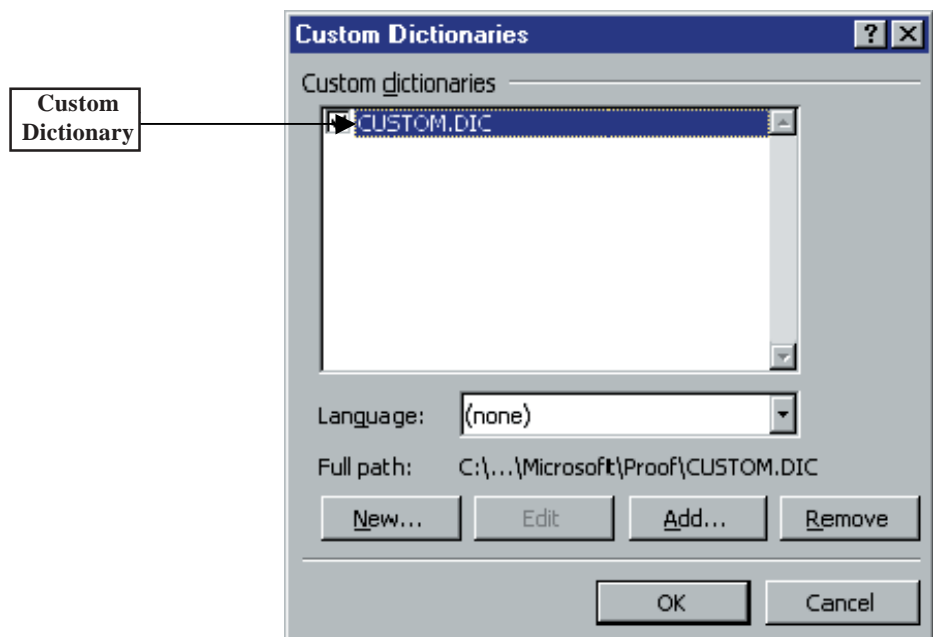 Custom Dictionaries
Custom dictionaries
Custom
Dictionary
CUSTOM.DIC
Language: (none)
Full path: C:\...\Microsoft\Proof\CUSTOM.DIC
New... Edit Add... Remove
OK Cancel